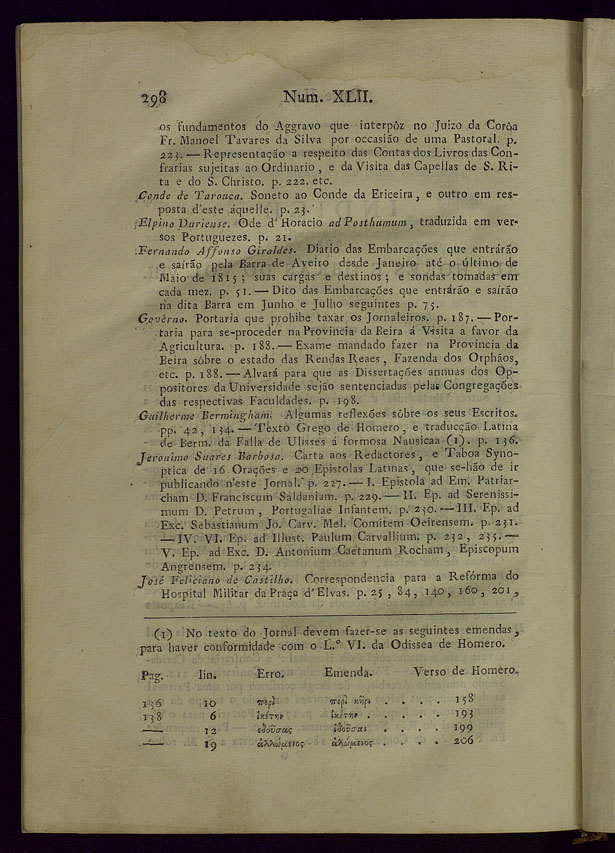 298 Num. XLII.
os fundamentos do Aggravo que interpôz no Juizo da Corôa
Fr. Manoel Tavares da Silva por occasião de uma Pastoral. p.
223. — Representação a respeito das Contas dos Livros das Con-
frarias sujeitas ao Ordinario, e da Visita das Capellas de S. Ri-
ta e do S. Christo. p. 222. etc.
Conde de Tarouca. Soneto ao Conde da Ericeira, e outro em res-
posta d'este áquelle. p. 23.
Elpino Duriense. Ode d'Horacio ad Posthumum, traduzida em ver-
sos Portuguezes. p. 21.
Fernando Affonso Giraldes. Diario das Embarcações que entrárão
e saírão pela Barra de Aveiro desde Janeiro até o último de
Maio de 1815; suas cargas e destinos; e sondas tomadas em
cada mez. p. 51. — Dito das Embarcações que entrárão e saírão
na dita Barra em Junho e Julho seguintes p. 75.
Govêrno. Portaria que prohibe taxar os Jornaleiros. p. 187. — Por-
taria para se-proceder na Provincia da Beira á Visita a favor da
Agricultura. p. 188. — Exame mandado fazer na Provincia da
Beira sôbre o estado das Rendas Reaes, Fazenda dos Orphãos,
etc. p. 188. — Alvará para que as Dissertações annuas dos Op-
positores da Universidade sejão sentenciadas pelas Congregações
das respectivas Faculdades. p. 198.
Guilherme Bermingham. Algumas reflexões sôbre os seus Escritos.
pp. 42, 134. — Texto Grego de Homero, e traducção Latina
de Berm. da Falla de Ulisses á formosa Nausicaa (1). p. 136.
Jeronimo Suares Barbosa. Carta aos Redactores, e Taboa Syno-
ptica de 16 Orações e 20 Epistolas Latinas, que se-hão de ir
publicando n'este Jornal. p. 227. — I. Epistola ad Em. Patriar-
cham D. Franciscum Saldaniam. p. 229. — II. Ep. ad Serenissi-
mum D. Petrum, Portugaliae Infantem. p. 230. — III. Ep. ad
Exc. Sebastianum Jo. Carv. Mel. Comitem Oeirensem. p. 231.
— IV. VI. Ep. ad Illust. Paulum Carvallium. p. 232, 235. —
V. Ep. ad Exc. D. Antonium Caetanum Rocham, Episcopum
Angrensem. p. 234.
José Feliciano de Castilho. Correspondencia para a Refórma do
Hospital Militar da Praça d'Elvas. p. 25, 84, 140, 160, 201,
(1) No texto do Jornal devem fazer-se as seguintes emendas,
para haver conformidade com o L.º VI. da Odissea de Homero.
Pag. lin. Erro. Emenda. Verso de Homero.
136 10 περὶ περὶ κῆρι . . . . 158
138 6 ἱκέτην . . . . 193
— 12 . . . . 199
— 19 ἀλώμενος . . . . 206